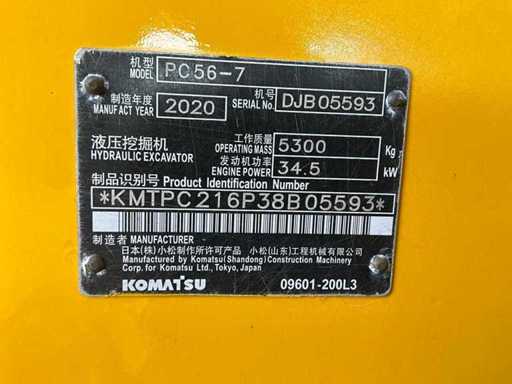 机型 MODEL PC56-7
制造年度 MANUFACT YEAR 2020 机号 SERIAL No. DJB05593
液压挖掘机 HYDRAULIC EXCAVATOR
工作质量 OPERATING MASS 5300 Kg
发动机功率 ENGINE POWER 34.5 kW
制品识别号 Product Identification Number
*KMTPC216P38B05593*
制造者 MANUFACTURER
日本(株)小松制作所许可产品 小松(山东)工程机械有限公司
Manufactured by Komatsu(Shandong)Construction Machinery
Corp.for Komatsu Ltd.,Tokyo,Japan
KOMATSU 09601-200L3